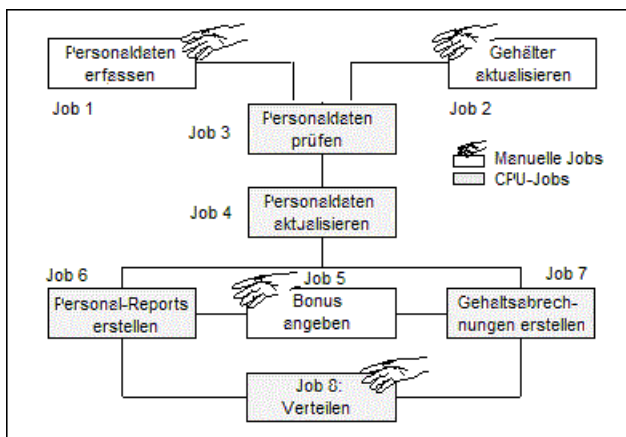 Personaldaten
erfassen
Gehälter
aktualisieren
Job 1
Job 2
Job 3
Personaldaten
prüfen
Manuelle Jobs
CPU-Jobs
Job 4
Personaldaten
aktualisieren
Job 6
Job 5
Job 7
Personal-Reports
erstellen
Bonus
angeben
Gehaltsabrech-
nungen erstellen
Job 8:
Verteilen